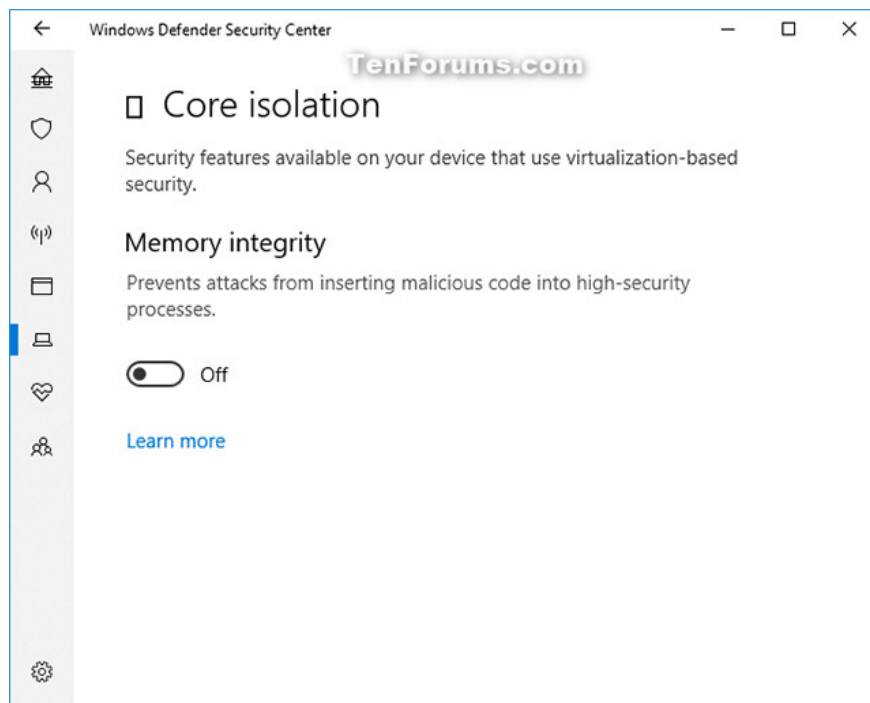 Windows Defender Security Center
TenForums.com
Core isolation
Security features available on your device that use virtualization-based
security.
Memory integrity
Prevents attacks from inserting malicious code into high-security
processes.
Off
Learn more